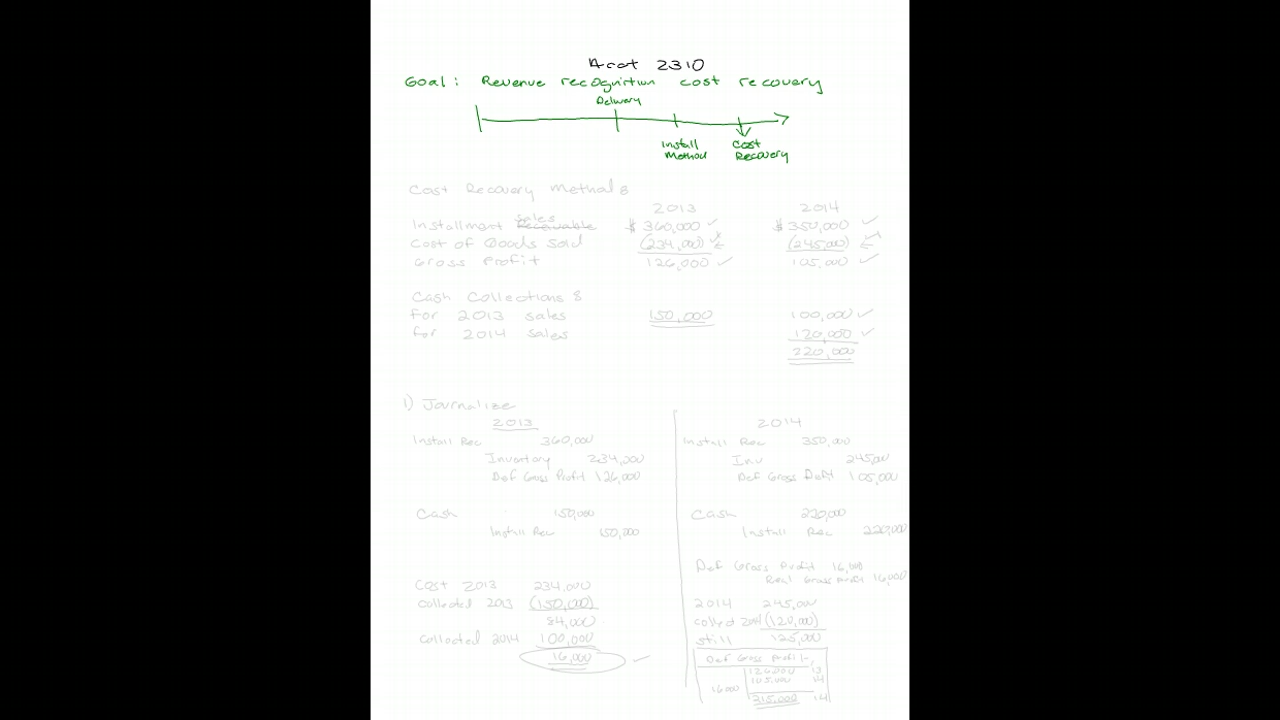 Acct 2310
Goal: Revenue recognition cost recovery
Delivery
Install Method
Cost Recovery
Cost Recovery Method:
2013 2014
Installment Receivable sales $ 360,000 $ 350,000
Cost of Goods Sold (234,000) (245,000)
Gross Profit 126,000 105,000
Cash Collections:
for 2013 sales 150,000 100,000
for 2014 sales 120,000
220,000
1) Journalize
2013
Install Rec 360,000
Inventory 234,000
Def Gross Profit 126,000
Cash 150,000
Install Rec 150,000
Cost 2013 234,000
Collected 2013 (150,000)
84,000
Collected 2014 100,000
16,000
2014
Install Rec 350,000
Inv 245,000
Def Gross 105,000
Cash 220,000
Install Rec 220,000
Def Gross Profit 16,000
Real Gross Profit 16,000
2014 245,000
collect 2014 (120,000)
still 125,000
Def Gross Profit
126,000 13
16000 105,000 14
215,000 14